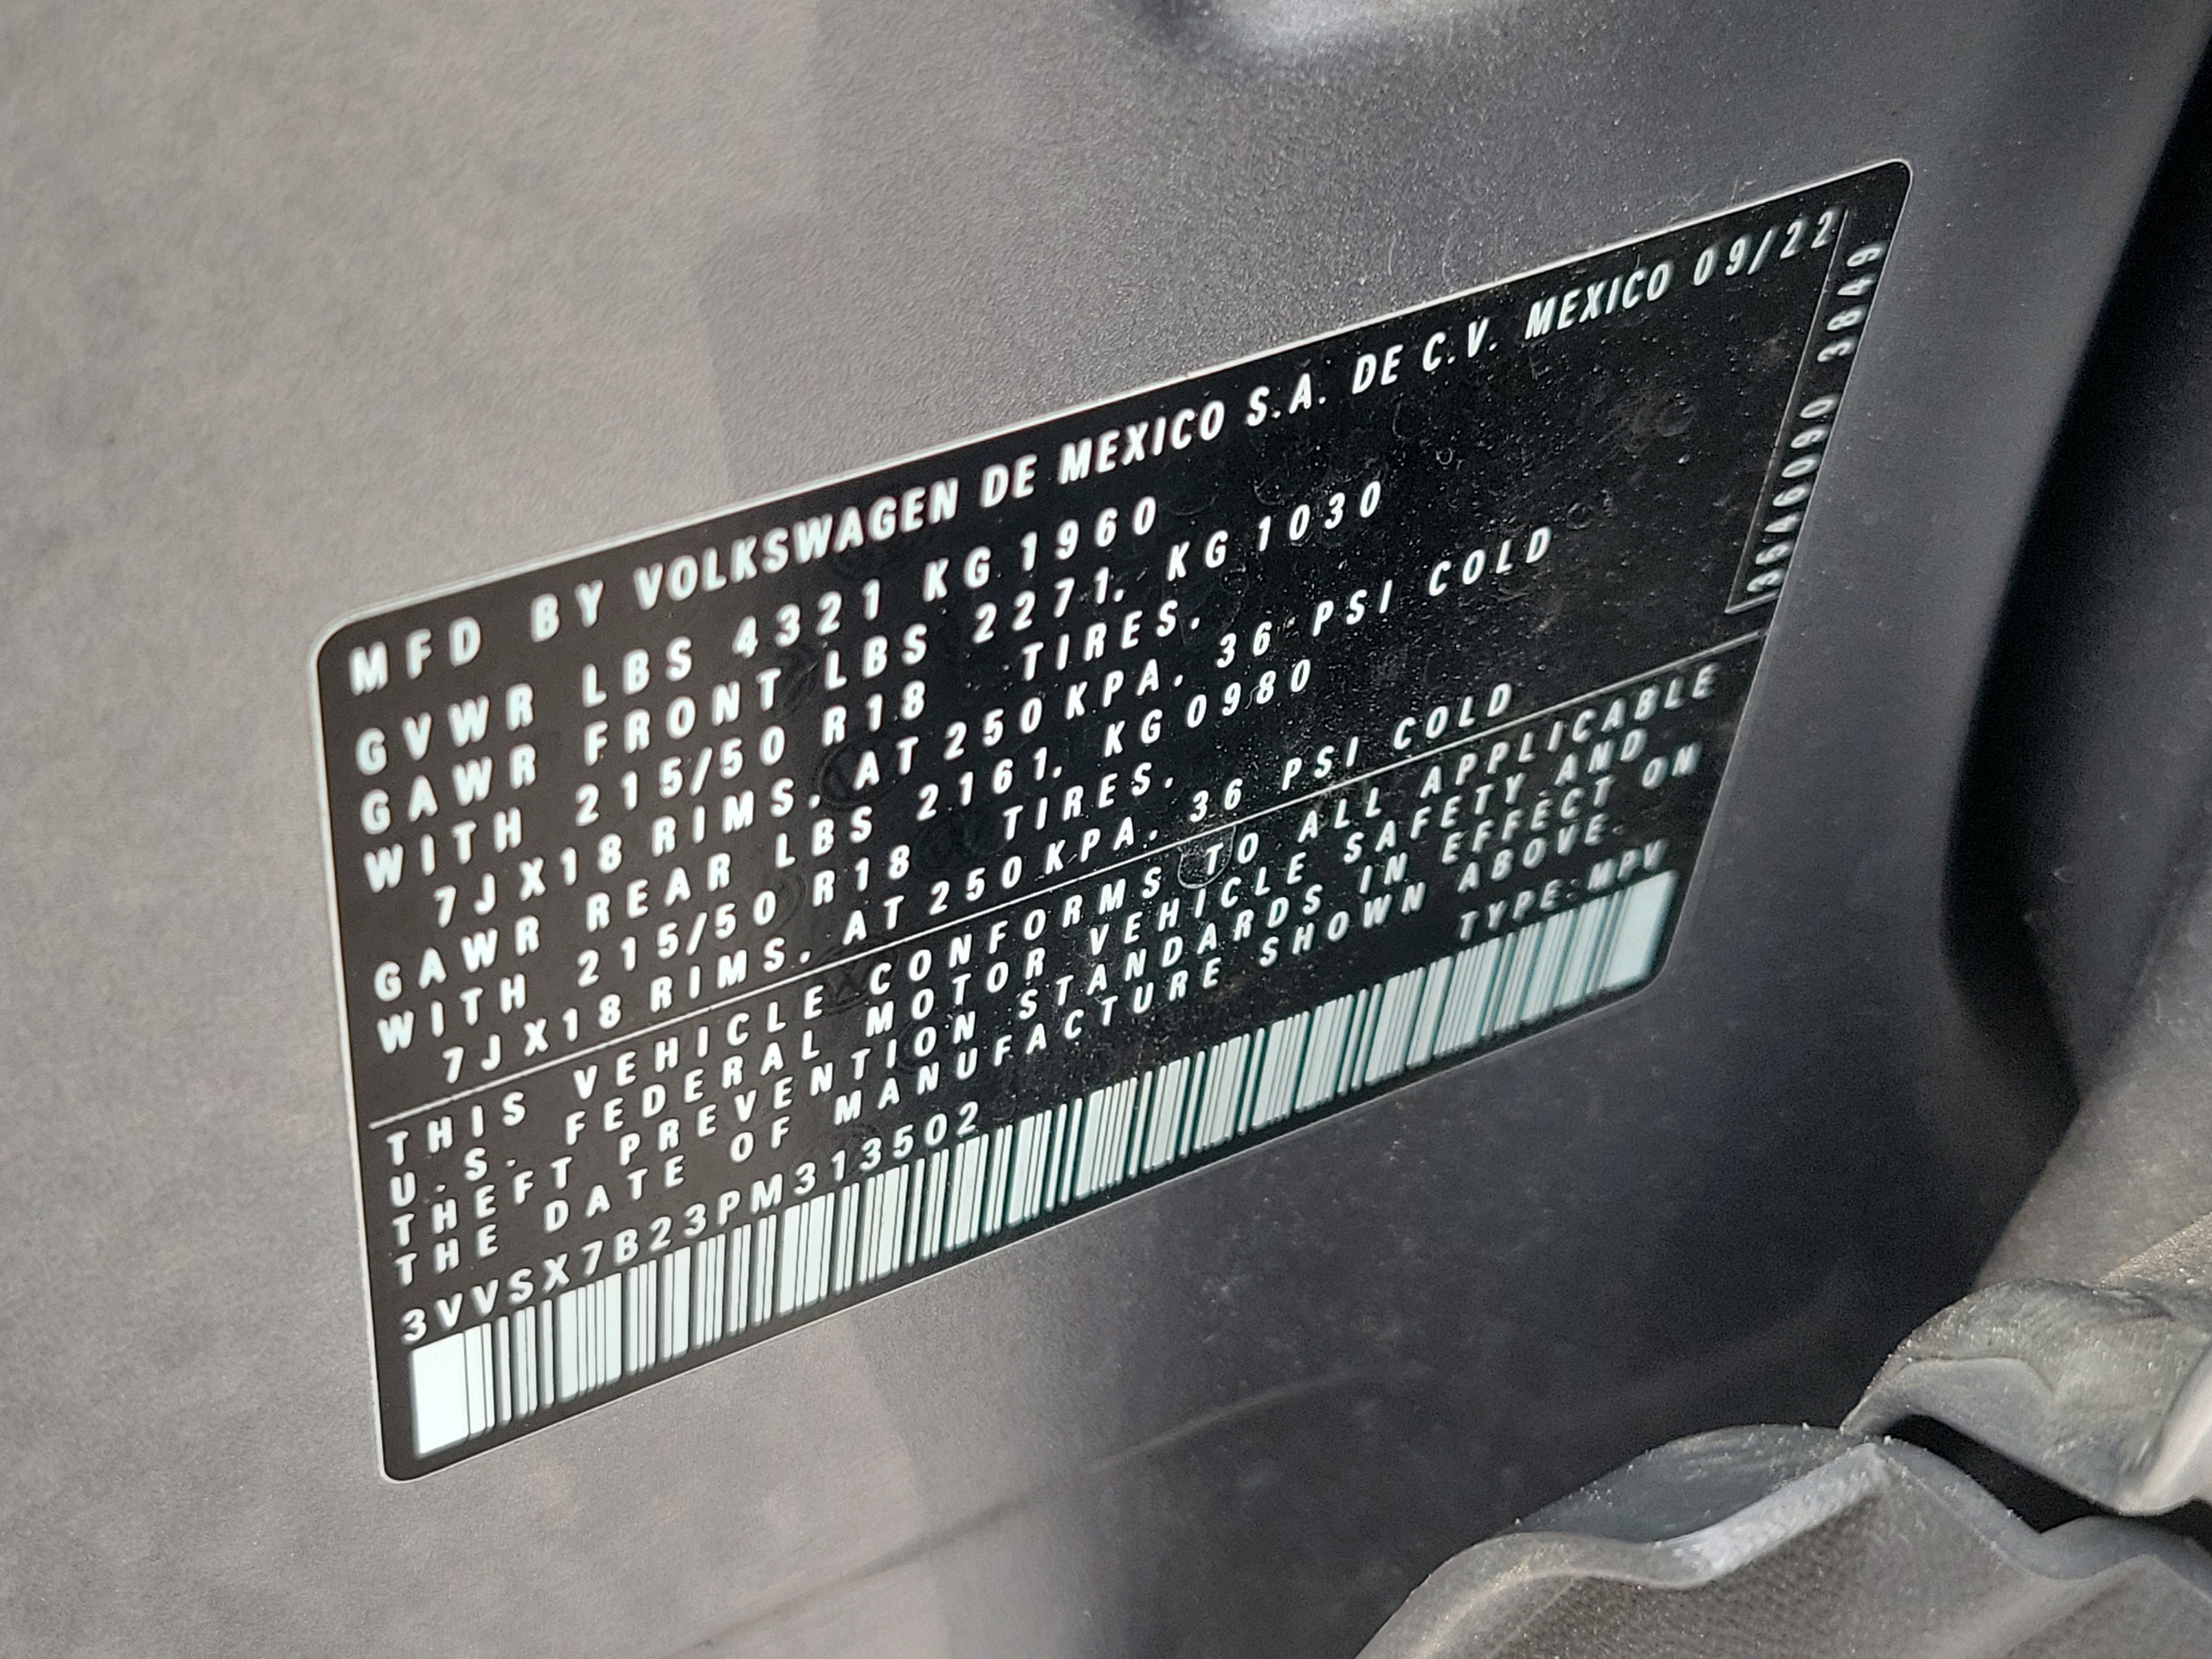 MFD BY VOLKSWAGEN DE MEXICO S.A. DE C.V. MEXICO 09/22
GVWR LBS 4321 KG 1960
GAWR FRONT LBS 2271. KG 1030
WITH 215/50 R18 TIRES.
7J X18 RIMS. AT 250 KPA. 36 PSI COLD
GAWR REAR LBS 2161. KG 0980
WITH 215/50 R18 TIRES.
7J X18 RIMS. AT 250 KPA. 36 PSI COLD
THIS VEHICLE CONFORMS TO ALL APPLICABLE
U.S. FEDERAL MOTOR VEHICLE SAFETY AND
THEFT PREVENTION STANDARDS IN EFFECT ON
THE DATE OF MANUFACTURE SHOWN ABOVE.
3VVSX7B23PM313502 TYPE:MPV
3849